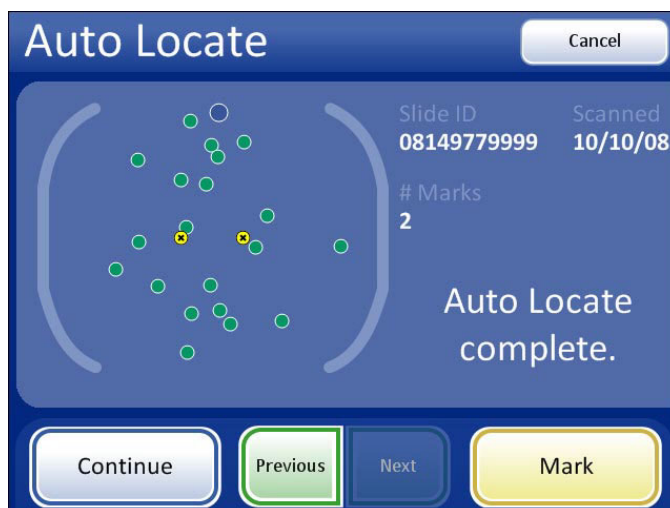 Auto Locate
Cancel
Slide ID
Scanned
08149779999
10/10/08
# Marks
2
Auto Locate
complete.
Continue
Previous
Next
Mark